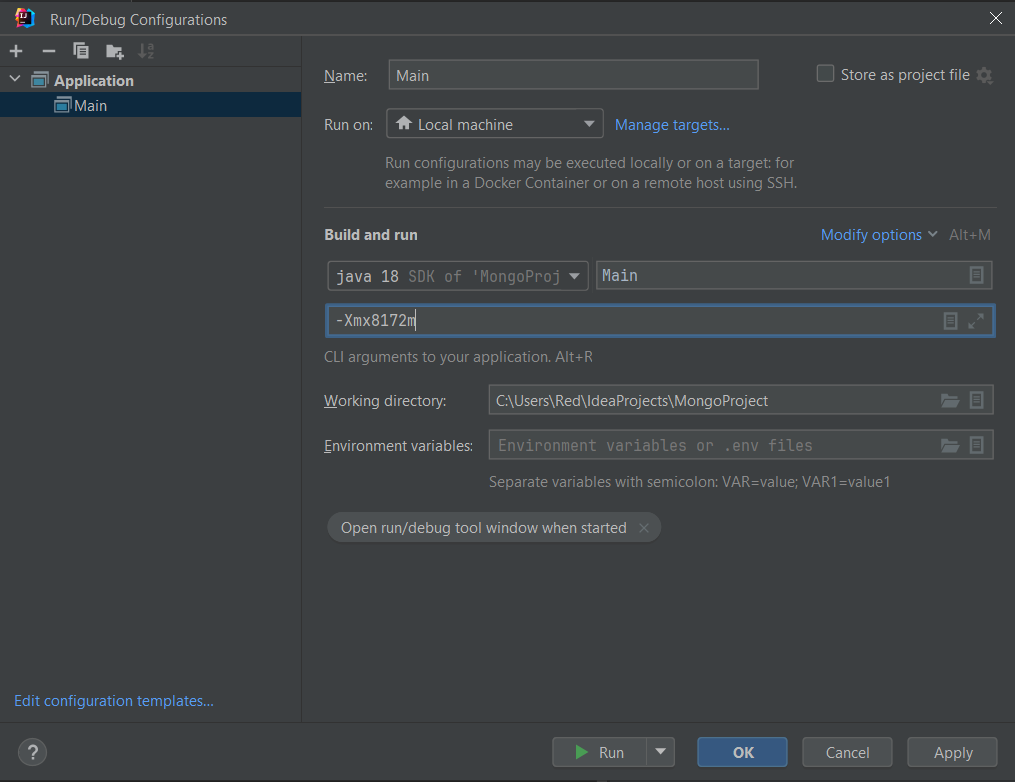 Run/Debug Configurations
Application
Main
Name: Main
Store as project file
Run on: Local machine Manage targets...
Run configurations may be executed locally or on a target: for
example in a Docker Container or on a remote host using SSH.
Build and run
Modify options Alt+M
java 18 SDK of 'MongoProj Main
-Xmx8172m
CLI arguments to your application. Alt+R
Working directory: C:\Users\Red\IdeaProjects\MongoProject
Environment variables: Environment variables or .env files
Separate variables with semicolon: VAR=value; VAR1=value1
Open run/debug tool window when started
Edit configuration templates...
? Run OK Cancel Apply